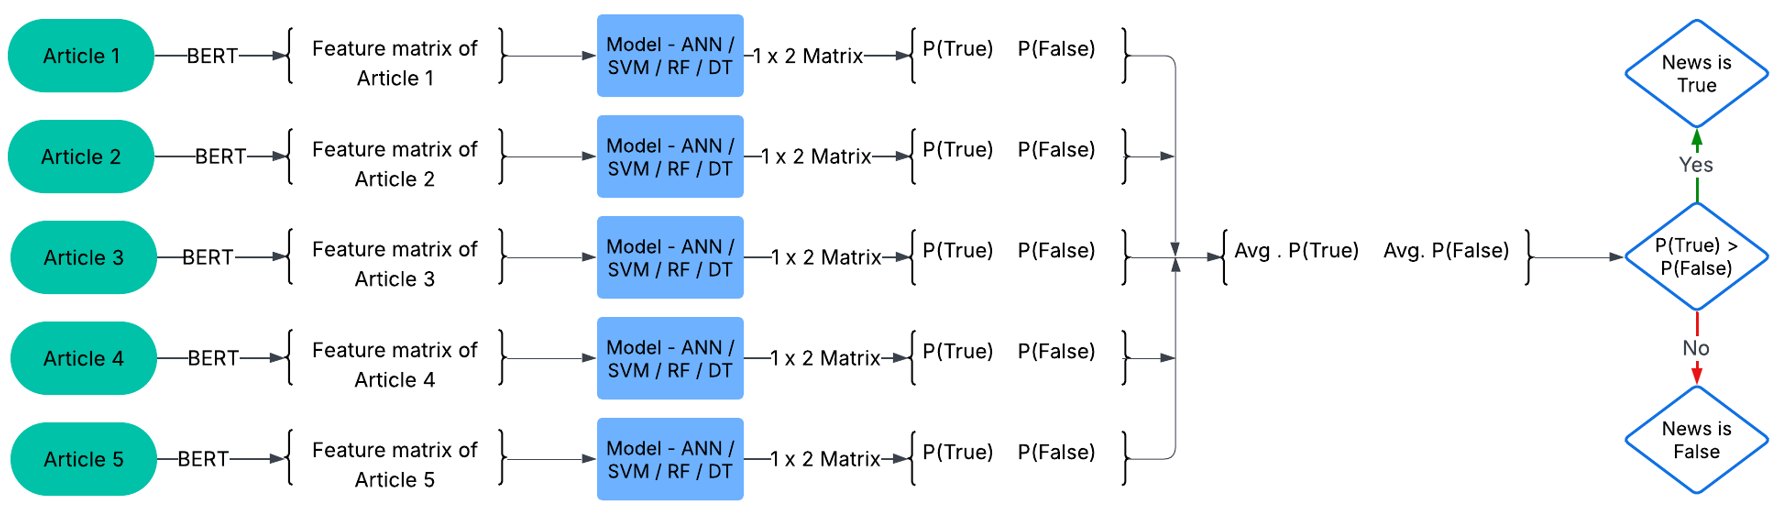 Article 1
BERT
Feature matrix of
Article 1
Model - ANN /
SVM / RF / DT
1 x 2 Matrix
P(True) P(False)
Article 2
BERT
Feature matrix of
Article 2
Model - ANN /
SVM / RF / DT
1 x 2 Matrix
P(True) P(False)
Article 3
BERT
Feature matrix of
Article 3
Model - ANN /
SVM / RF / DT
1 x 2 Matrix
P(True) P(False)
Article 4
BERT
Feature matrix of
Article 4
Model - ANN /
SVM / RF / DT
1 x 2 Matrix
P(True) P(False)
Article 5
BERT
Feature matrix of
Article 5
Model - ANN /
SVM / RF / DT
1 x 2 Matrix
P(True) P(False)
Avg . P(True) Avg. P(False)
P(True) >
P(False)
Yes
News is
True
No
News is
False